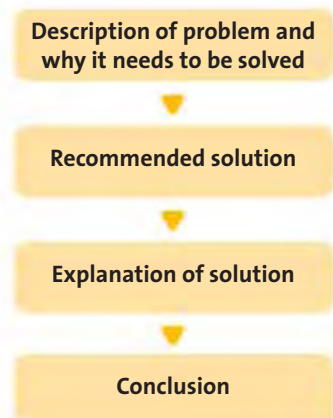 Description of problem and
why it needs to be solved
Recommended solution
Explanation of solution
Conclusion